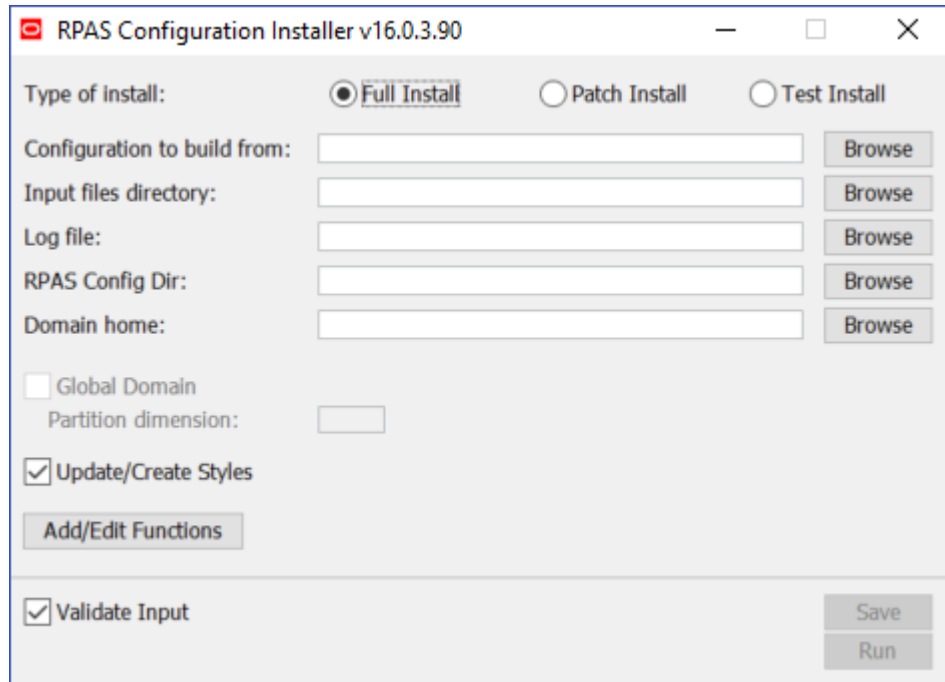 RPAS Configuration Installer v16.0.3.90
Type of install: Full Install Patch Install Test Install
Configuration to build from: Browse
Input files directory: Browse
Log file: Browse
RPAS Config Dir: Browse
Domain home: Browse
Global Domain
Partition dimension:
Update/Create Styles
Add/Edit Functions
Validate Input Save
Run